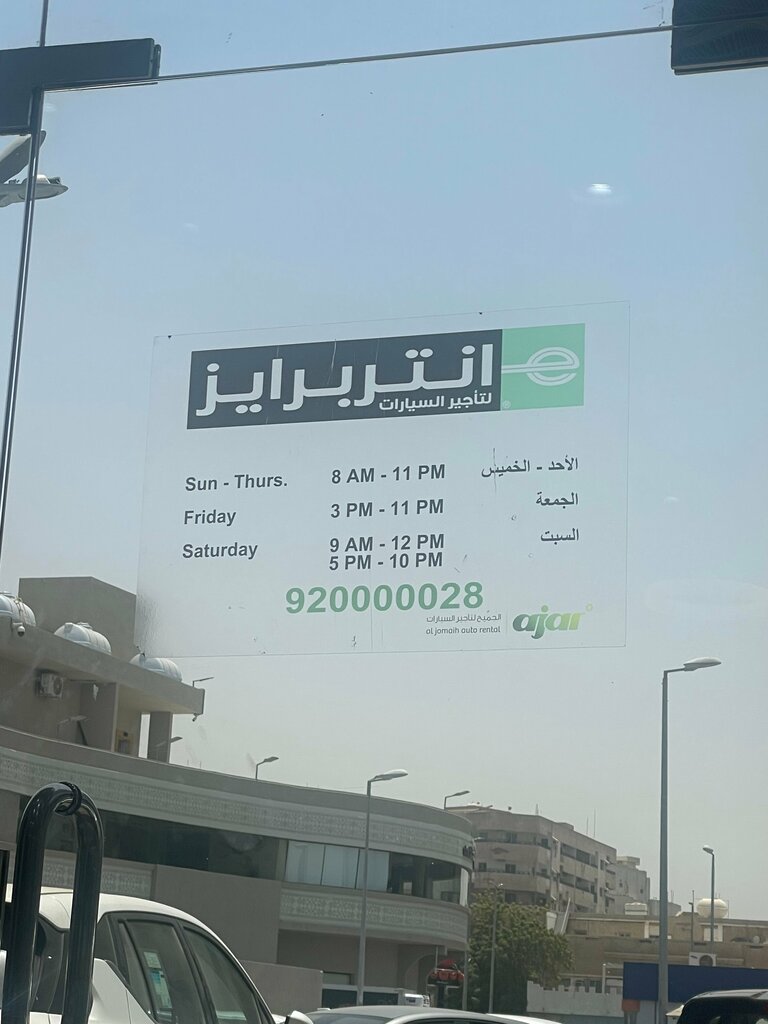 انتربرايز
لتأجير السيارات
Sun - Thurs. 8 AM - 11 PM الأحد - الخميس
Friday 3 PM - 11 PM الجمعة
Saturday 9 AM - 12 PM السبت
5 PM - 10 PM
920000028
الجميح لتأجير السيارات
al jomaih auto rental
ajar